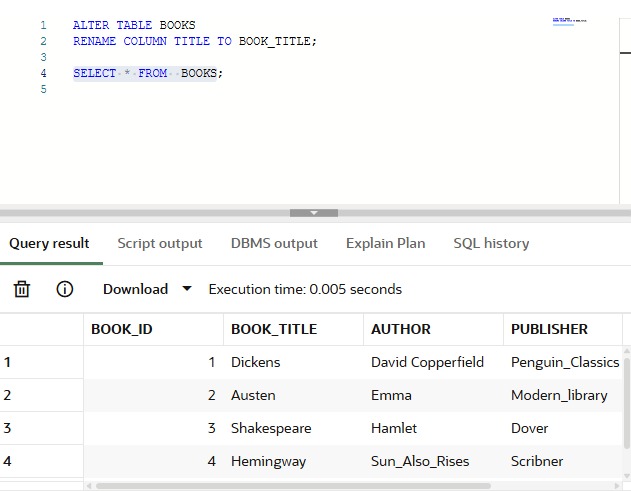 1 ALTER TABLE BOOKS
2 RENAME COLUMN TITLE TO BOOK_TITLE;
3
4 SELECT * FROM BOOKS;
5
Query result Script output DBMS output Explain Plan SQL history
Download Execution time: 0.005 seconds
BOOK_ID BOOK_TITLE AUTHOR PUBLISHER
1 1 Dickens David Copperfield Penguin_Classics
2 2 Austen Emma Modern_library
3 3 Shakespeare Hamlet Dover
4 4 Hemingway Sun_Also_Rises Scribner